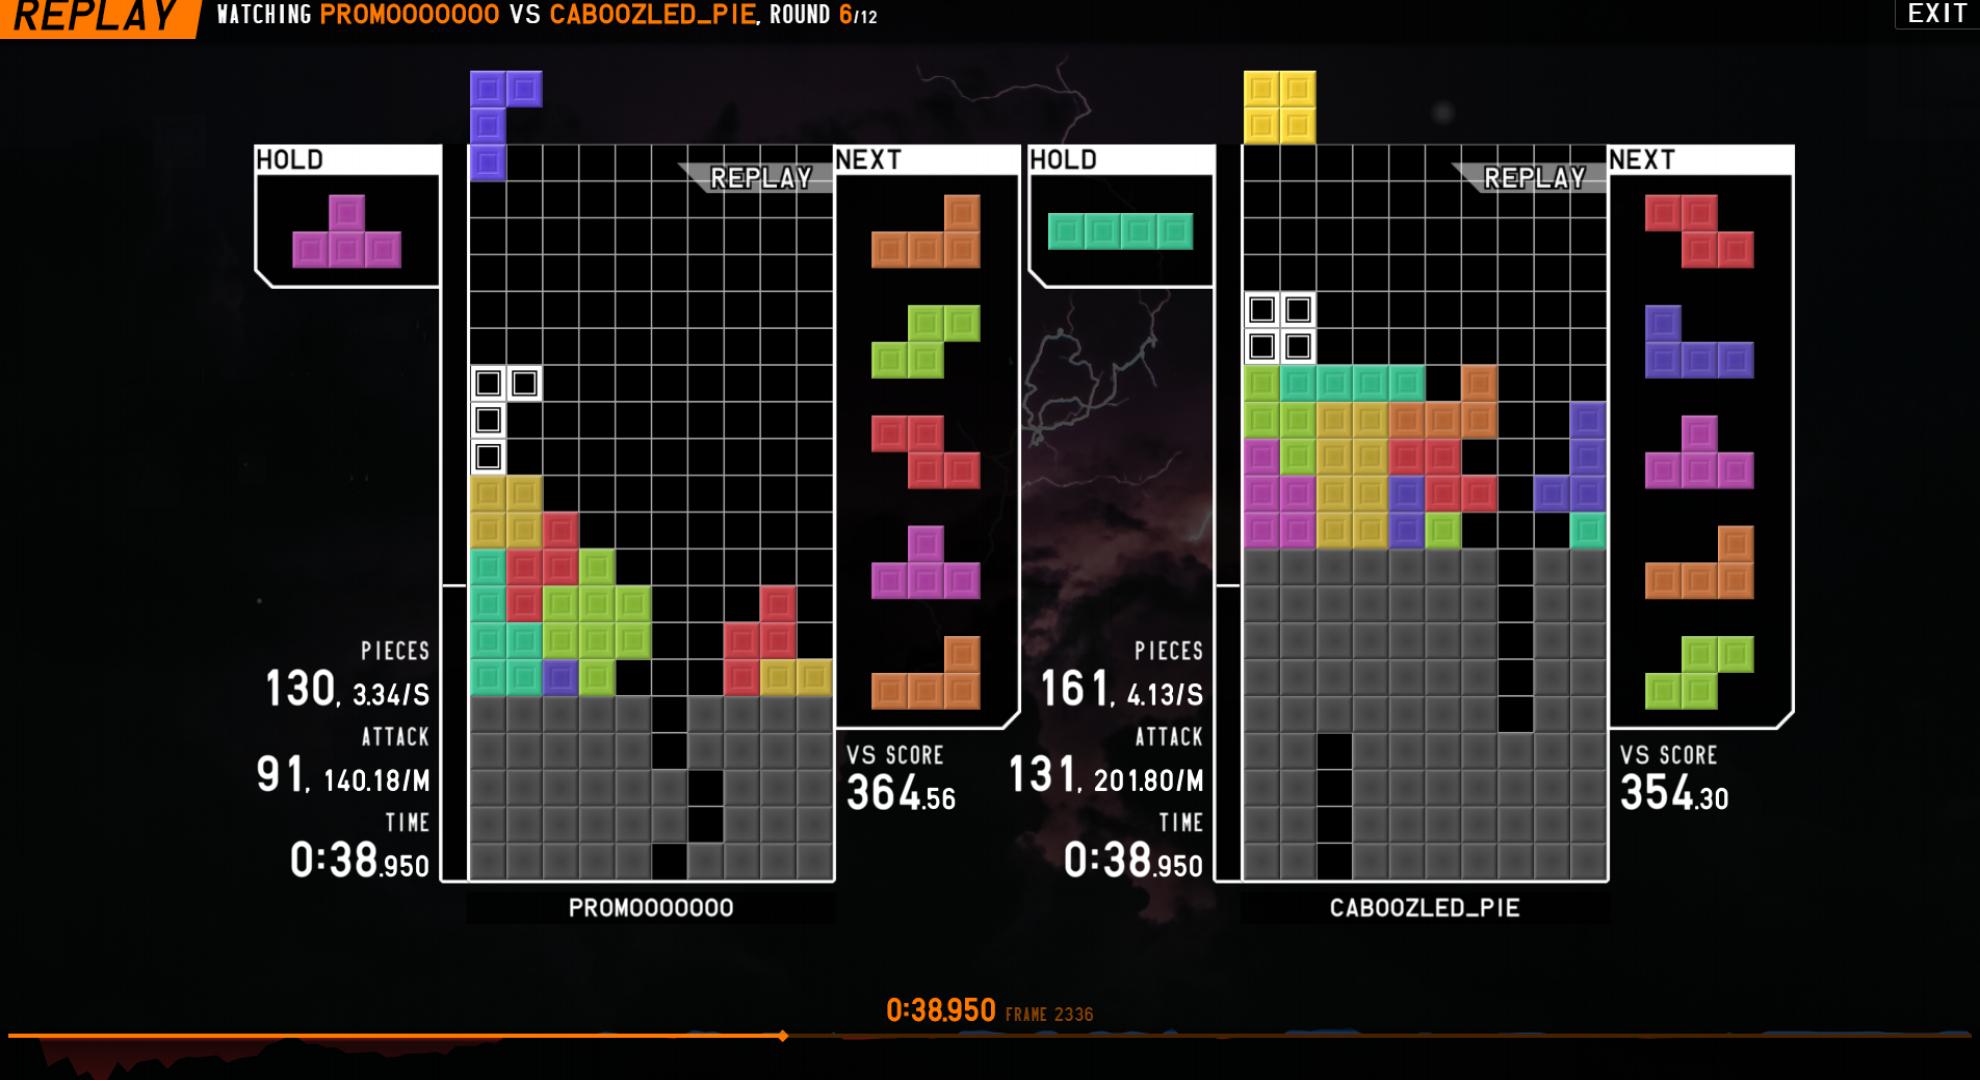 REPLAY
WATCHING PROMOOOOOOO VS CABOOZLED_PIE, ROUND 6/12
EXIT
HOLD
REPLAY
NEXT
PIECES
130, 3.34/S
ATTACK
91, 140.18/M
TIME
0:38.950
VS SCORE
364.56
PROMOOOOOOO
HOLD
REPLAY
NEXT
PIECES
161, 4.13/S
ATTACK
131, 201.80/M
TIME
0:38.950
VS SCORE
354.30
CABOOZLED_PIE
0:38.950 FRAME 2336